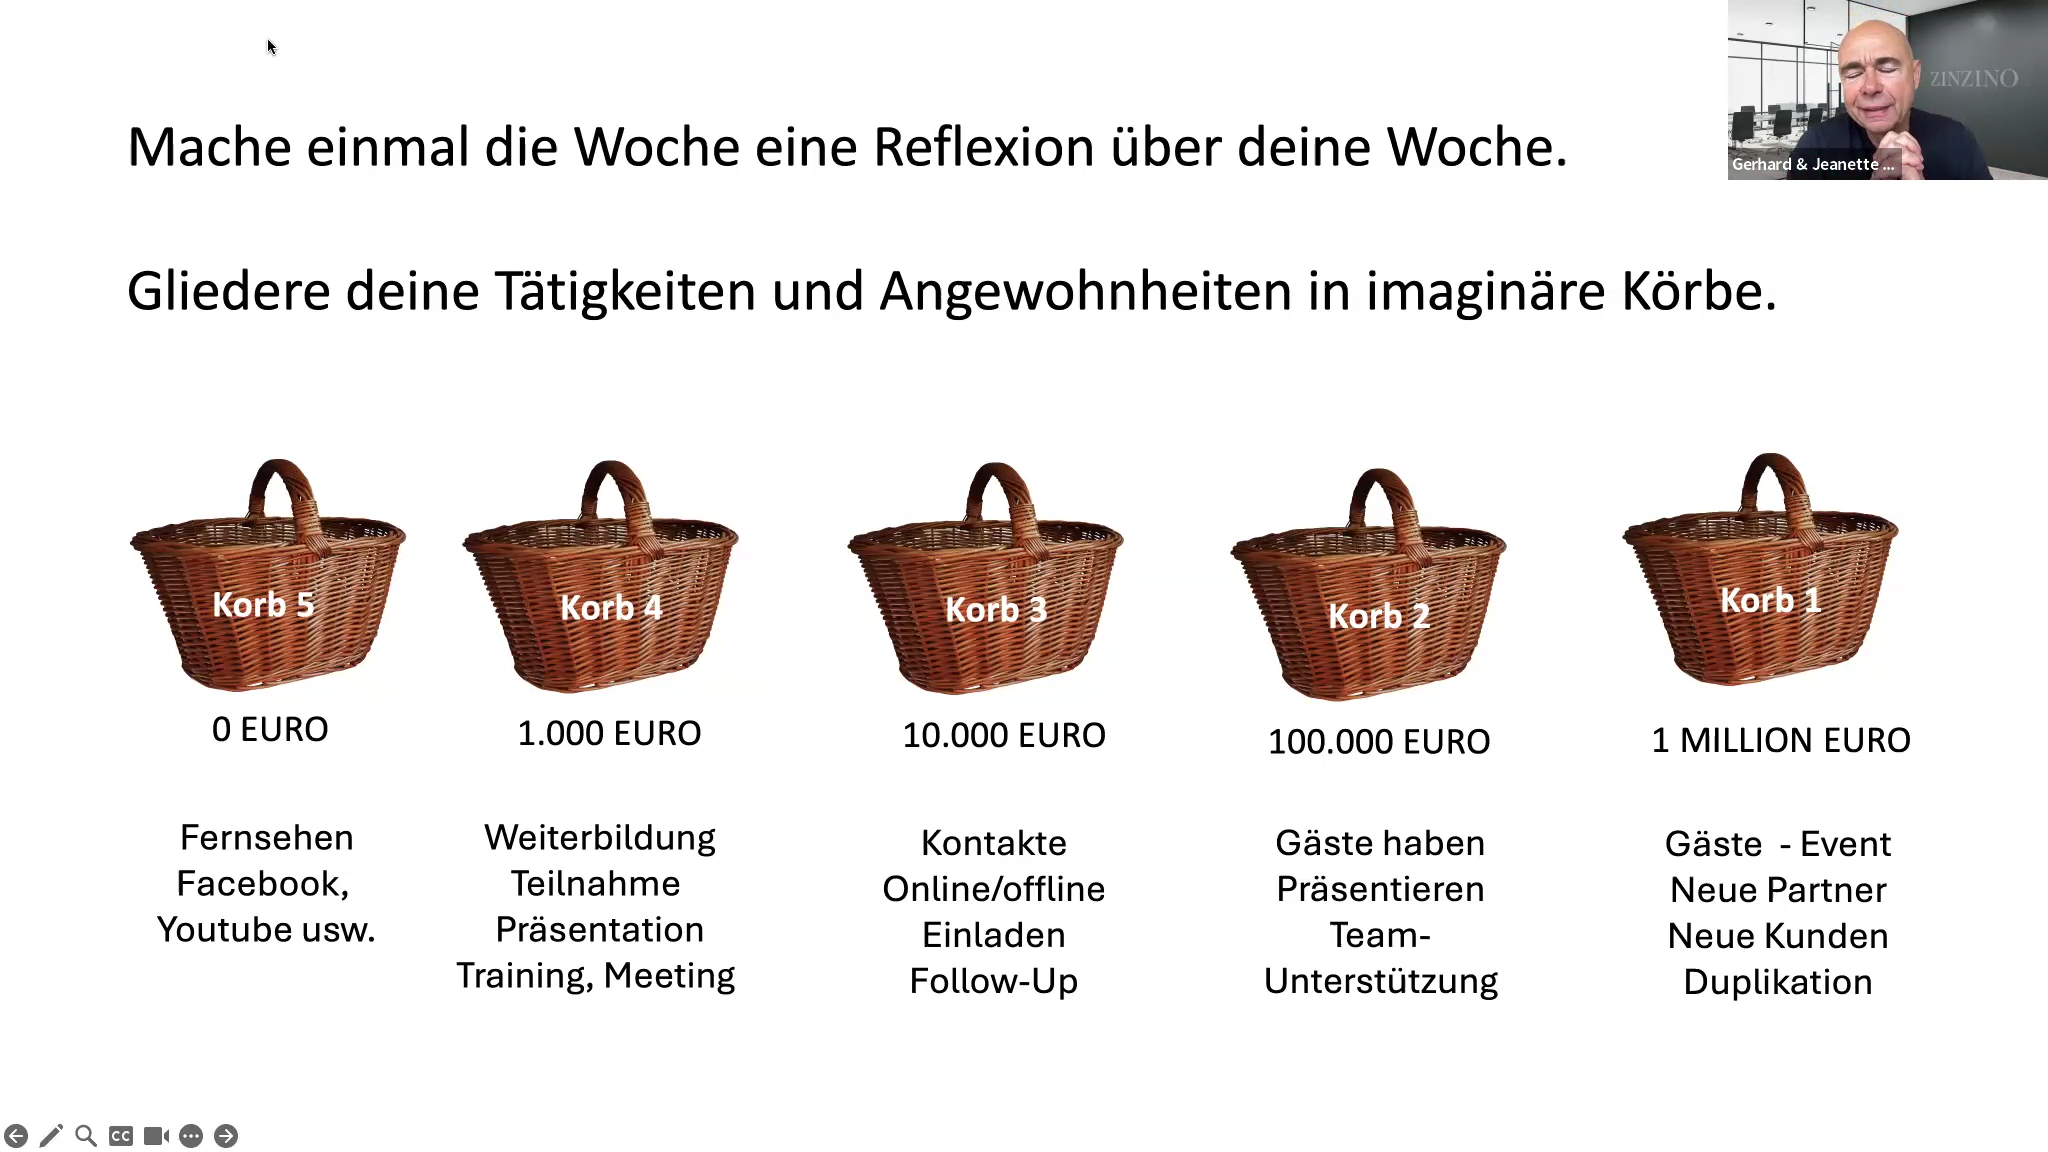 ZINZINO
Gerhard & Jeanette ...
Mache einmal die Woche eine Reflexion über deine Woche.
Gliedere deine Tätigkeiten und Angewohnheiten in imaginäre Körbe.
Korb 5
Korb 4
Korb 3
Korb 2
Korb 1
0 EURO
1.000 EURO
10.000 EURO
100.000 EURO
1 MILLION EURO
Fernsehen
Facebook,
Youtube usw.
Weiterbildung
Teilnahme
Präsentation
Training, Meeting
Kontakte
Online/offline
Einladen
Follow-Up
Gäste haben
Präsentieren
Team-
Unterstützung
Gäste - Event
Neue Partner
Neue Kunden
Duplikation
CC